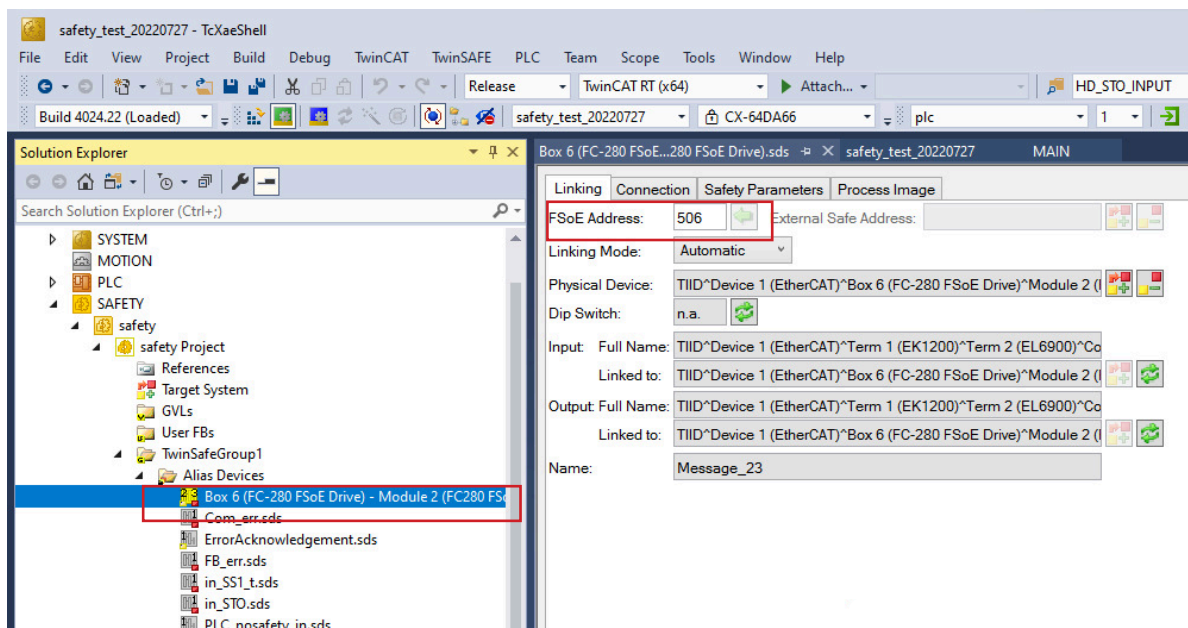 safety_test_20220727 - TcXaeShell
File Edit View Project Build Debug TwinCAT TwinSAFE PLC Team Scope Tools Window Help
Release TwinCAT RT (x64) Attach... HD_STO_INPUT
Build 4024.22 (Loaded) safety_test_20220727 CX-64DA66 plc 1
Solution Explorer
Search Solution Explorer (Ctrl+;)
SYSTEM
MOTION
PLC
SAFETY
safety
safety Project
References
Target System
GVLs
User FBs
TwinSafeGroup1
Alias Devices
Box 6 (FC-280 FSoE Drive) - Module 2 (FC280 FSo
Com_err.sds
ErrorAcknowledgement.sds
FB_err.sds
in_SS1_t.sds
in_STO.sds
PLC_nosafety_in.sds
Box 6 (FC-280 FSoE...280 FSoE Drive).sds safety_test_20220727 MAIN
Linking Connection Safety Parameters Process Image
FSoE Address: 506 External Safe Address:
Linking Mode: Automatic
Physical Device: TIID^Device 1 (EtherCAT)^Box 6 (FC-280 FSoE Drive)^Module 2 (
Dip Switch: n.a.
Input: Full Name: TIID^Device 1 (EtherCAT)^Term 1 (EK1200)^Term 2 (EL6900)^Co
Linked to: TIID^Device 1 (EtherCAT)^Box 6 (FC-280 FSoE Drive)^Module 2 (
Output: Full Name: TIID^Device 1 (EtherCAT)^Term 1 (EK1200)^Term 2 (EL6900)^Co
Linked to: TIID^Device 1 (EtherCAT)^Box 6 (FC-280 FSoE Drive)^Module 2 (
Name: Message_23